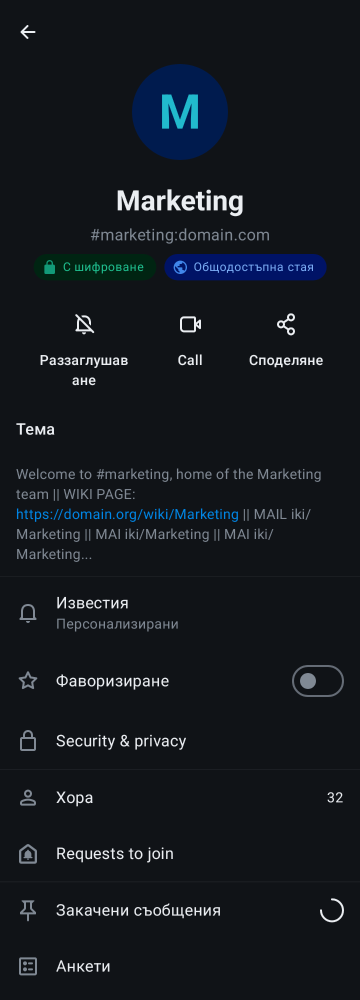 M
Marketing
#marketing:domain.com
С шифроване
Общодостъпна стая
Раззаглушав
ане
Call
Споделяне
Тема
Welcome to #marketing, home of the Marketing
team || WIKI PAGE:
https://domain.org/wiki/Marketing || MAIL iki/
Marketing || MAI iki/Marketing || MAI iki/
Marketing...
Известия
Персонализирани
Фаворизиране
Security & privacy
Хора
32
Requests to join
Закачени съобщения
Анкети